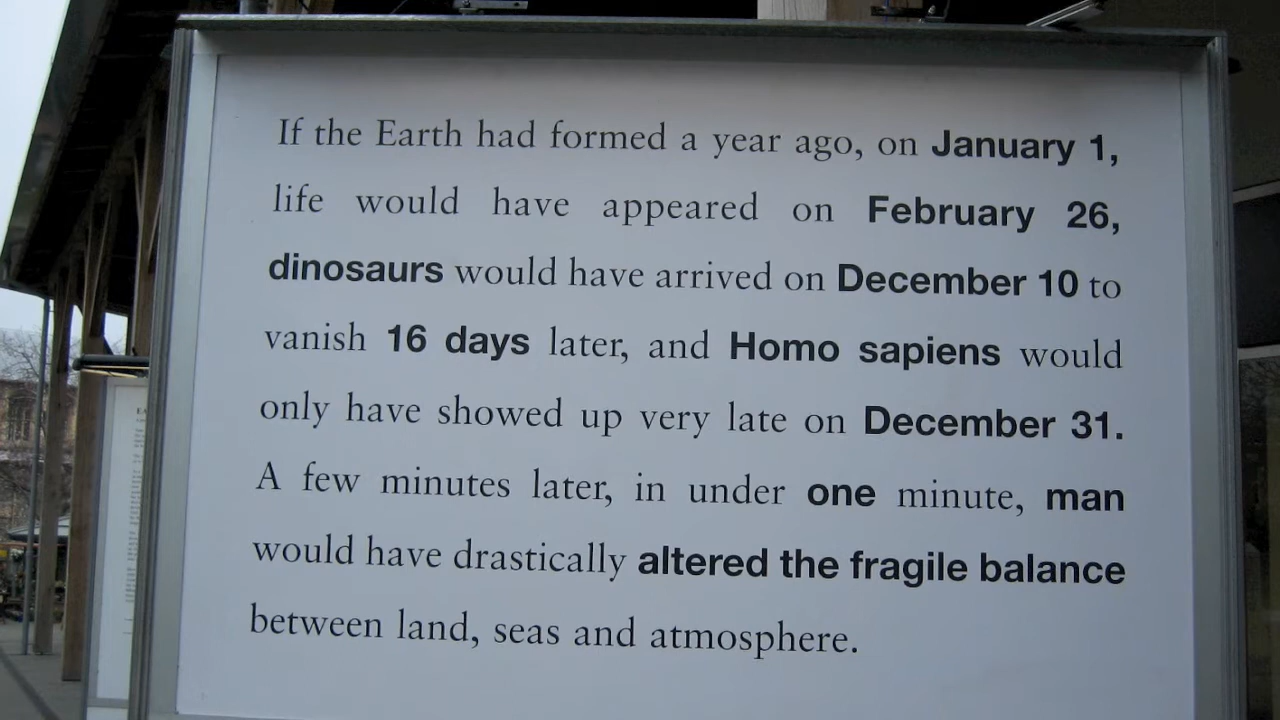 If the Earth had formed a year ago, on January 1,
life would have appeared on February 26,
dinosaurs would have arrived on December 10 to
vanish 16 days later, and Homo sapiens would
only have showed up very late on December 31.
A few minutes later, in under one minute, man
would have drastically altered the fragile balance
between land, seas and atmosphere.